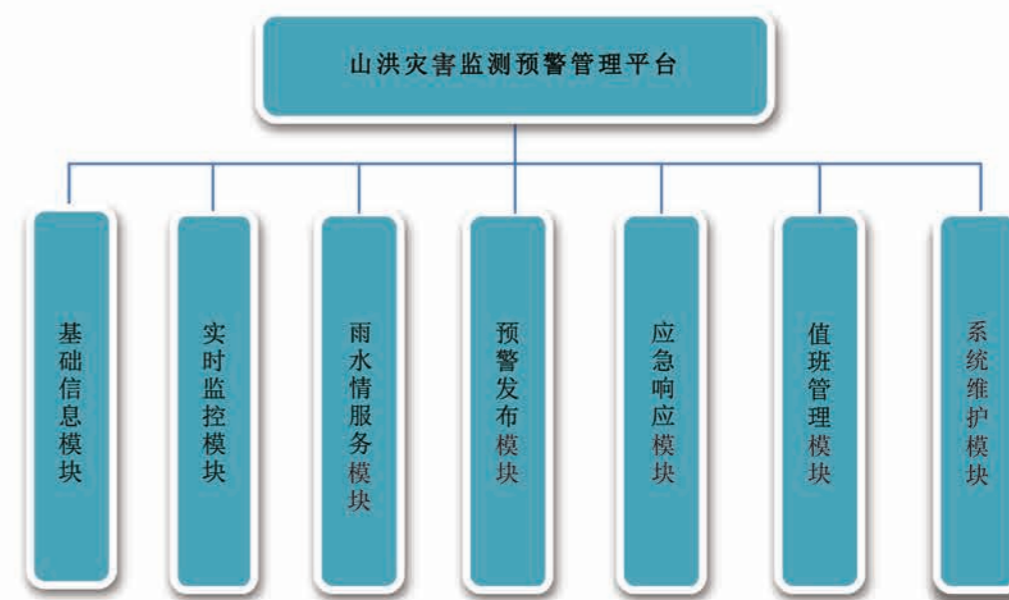 山洪灾害监测预警管理平台
基础信息模块
实时监控模块
雨水情服务模块
预警发布模块
应急响应模块
值班管理模块
系统维护模块